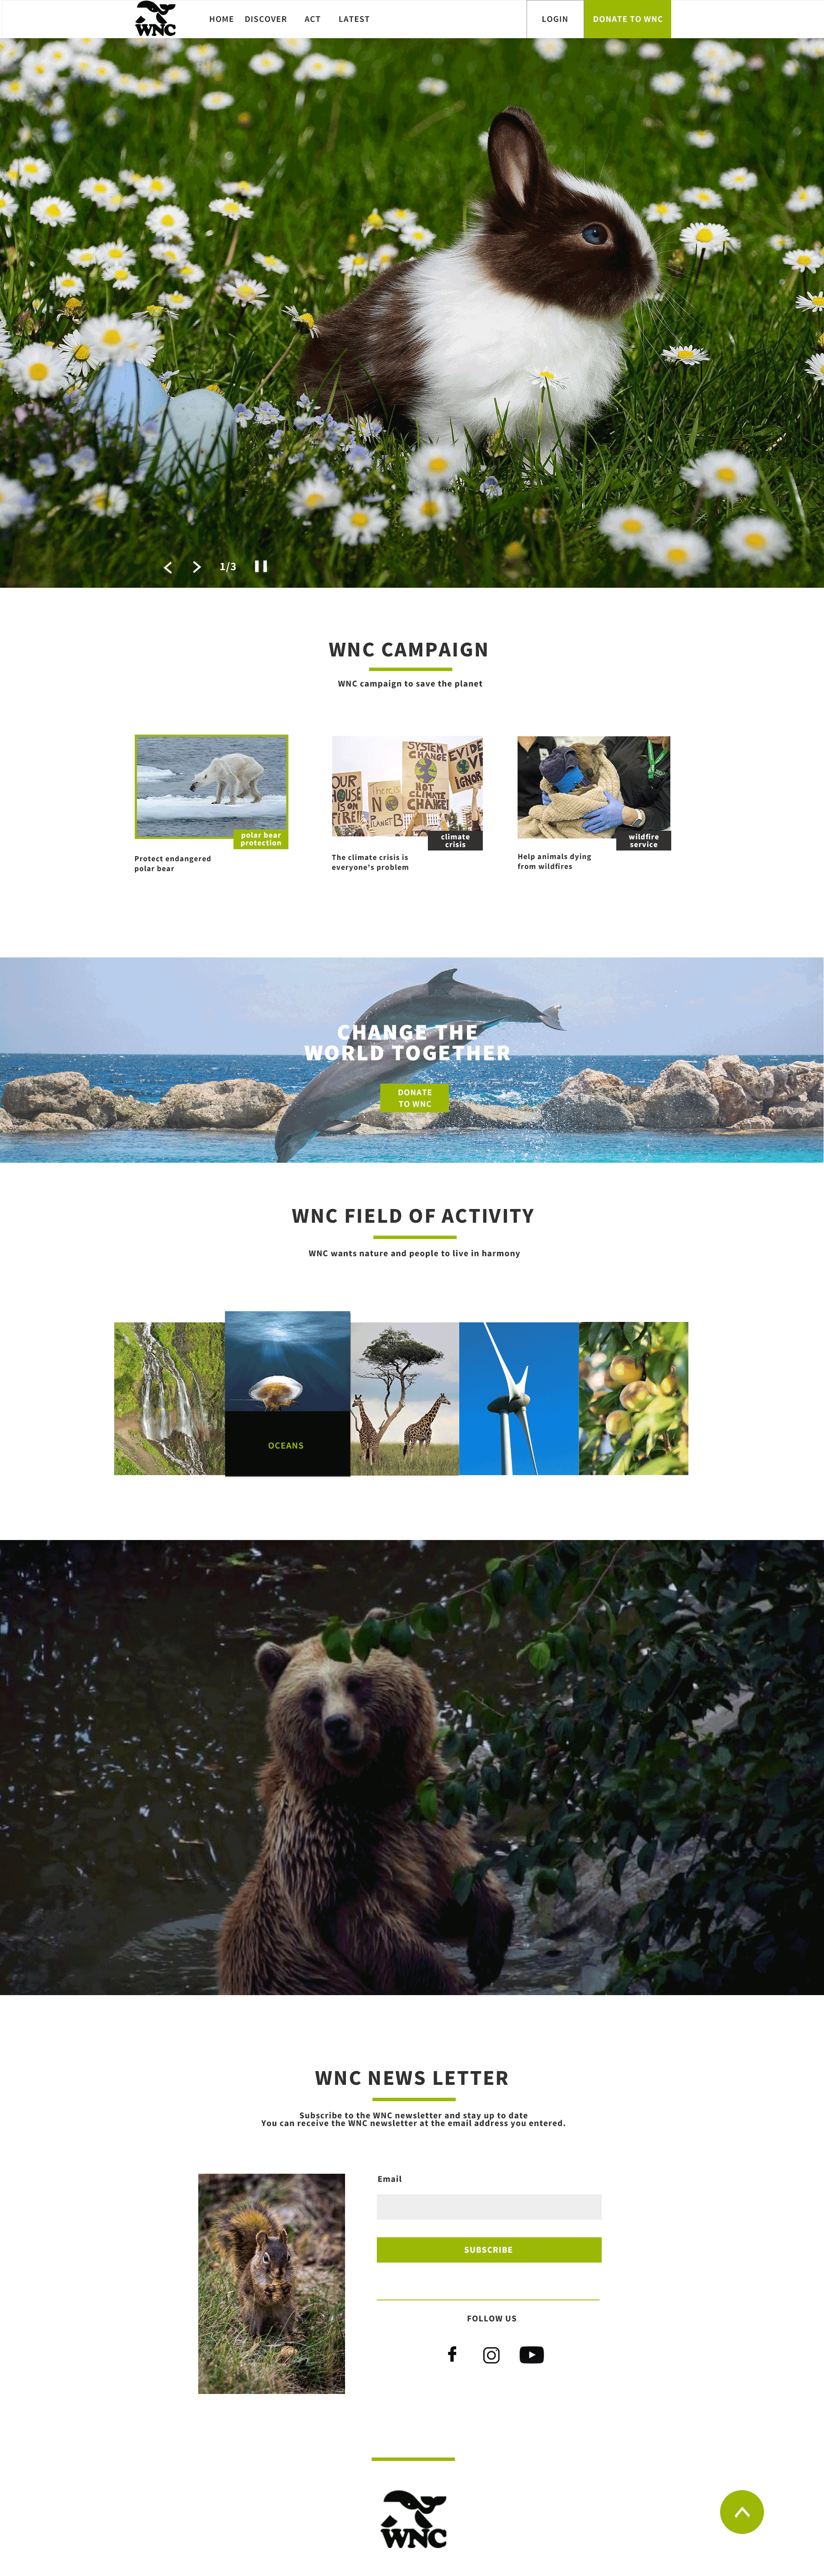 WNC
HOME DISCOVER ACT LATEST
LOGIN
DONATE TO WNC
1/3
WNC CAMPAIGN
WNC campaign to save the planet
polar bear
protection
Protect endangered
polar bear
OUR
HOUSE
IS ON
FIRE
There is
NO
PLANET B
SYSTEM
CHANGE
NOT
CLIMATE
CHANGE!
EVIDE
IGNOR
climate
crisis
The climate crisis is
everyone's problem
wildfire
service
Help animals dying
from wildfires
CHANGE THE
WORLD TOGETHER
DONATE
TO WNC
WNC FIELD OF ACTIVITY
WNC wants nature and people to live in harmony
OCEANS
WNC NEWS LETTER
Subscribe to the WNC newsletter and stay up to date
You can receive the WNC newsletter at the email address you entered.
Email
SUBSCRIBE
FOLLOW US
WNC